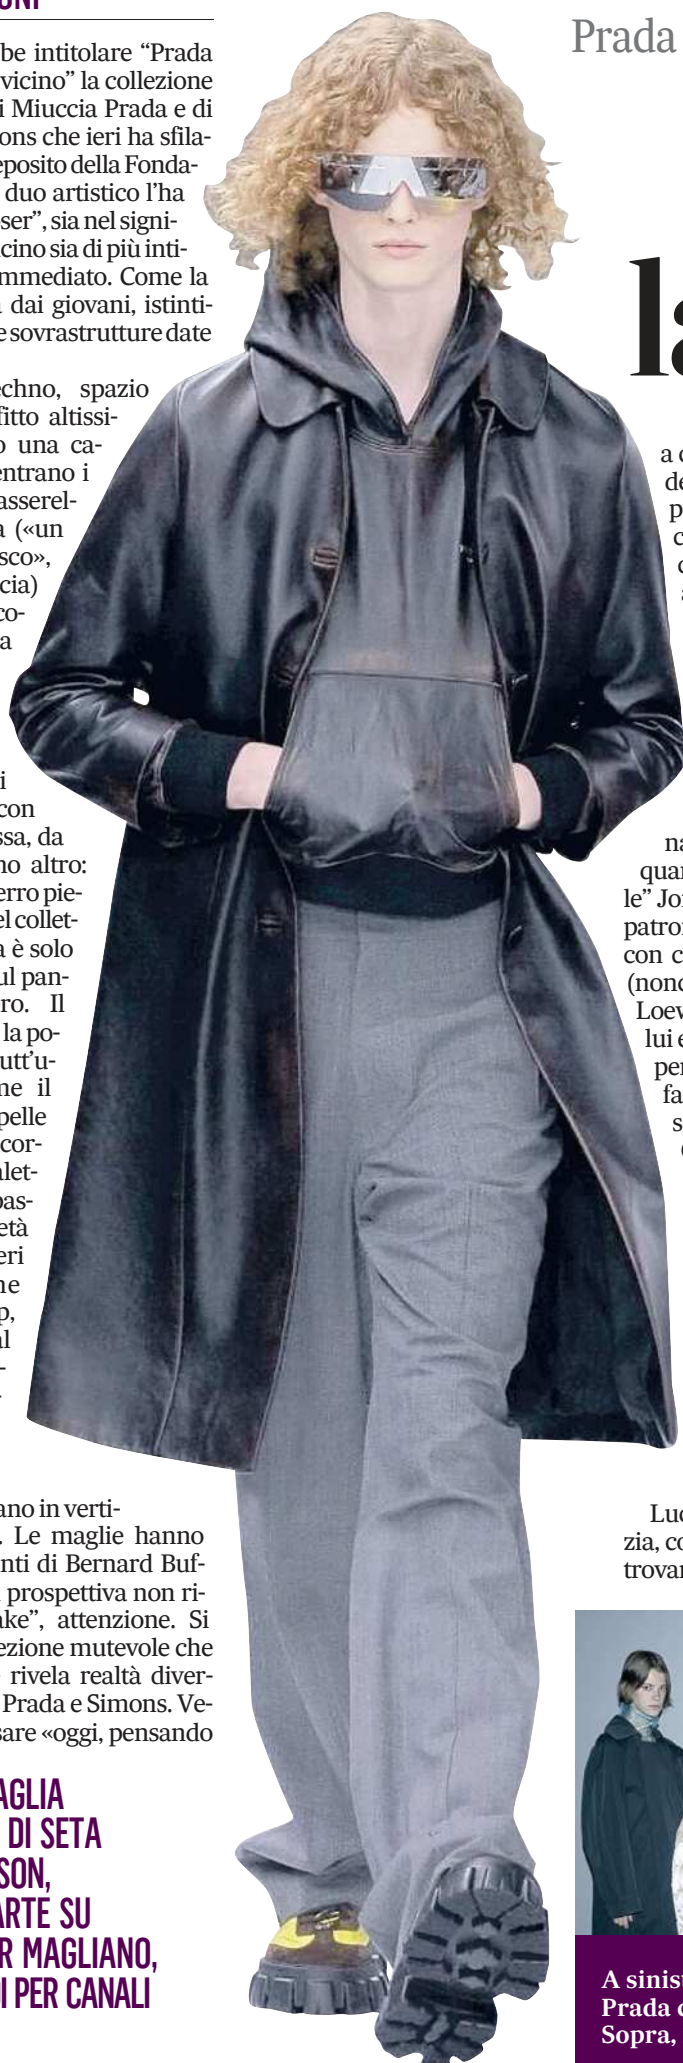 be intitolare “Prada
vicino” la collezione
i Miuccia Prada e di
ons che ieri ha sfila-
eposito della Fonda-
duo artistico l’ha
ser”, sia nel signi-
cino sia di più inti-
mmediato. Come la
dai giovani, istinti-
e sovrastrutture date
echno, spazio
fitto altissi-
o una ca-
entrano i
asserel-
a («un
sco»,
cia)
co-
a
i
con
ssa, da
no altro:
erro pie-
el collet-
a è solo
ul pan-
ro. Il
la po-
utt’u-
me il
pelle
cor-
alet-
pas-
età
eri
ne
p,
al
-
ano in verti-
. Le maglie hanno
nti di Bernard Buf-
prospettiva non ri-
ake”, attenzione. Si
ezione mutevole che
rivela realtà diver-
Prada e Simons. Ve-
sare «oggi, pensando
AGLIA
DI SETA
SON,
ARTE SU
R MAGLIANO,
I PER CANALI
Prada
la
a c
de
p
c
na
quar
le” Jo
patro
con c
(nonc
Loew
lui e
per
fa
s
Luc
zia, co
trovar
A sinis
Prada
Sopra,